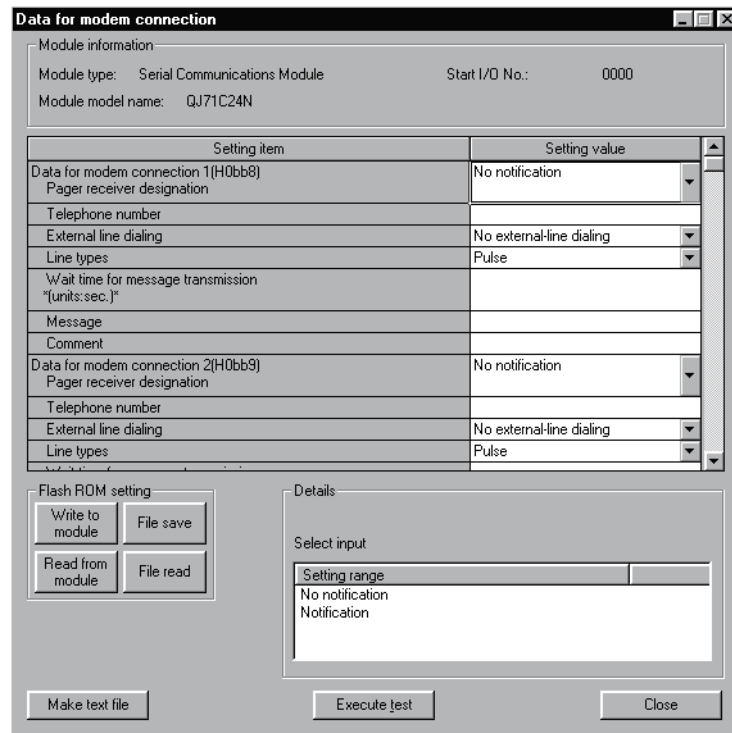 Data for modem connection
Module information
Module type: Serial Communications Module Start I/O No.: 0000
Module model name: QJ71C24N
Setting item Setting value
Data for modem connection 1(H0bb8) No notification
Pager receiver designation
Telephone number
External line dialing No external-line dialing
Line types Pulse
Wait time for message transmission
*(units:sec.)*
Message
Comment
Data for modem connection 2(H0bb9) No notification
Pager receiver designation
Telephone number
External line dialing No external-line dialing
Line types Pulse
Flash ROM setting
Write to
module
File save
Read from
module
File read
Details
Select input
Setting range
No notification
Notification
Make text file
Execute test
Close